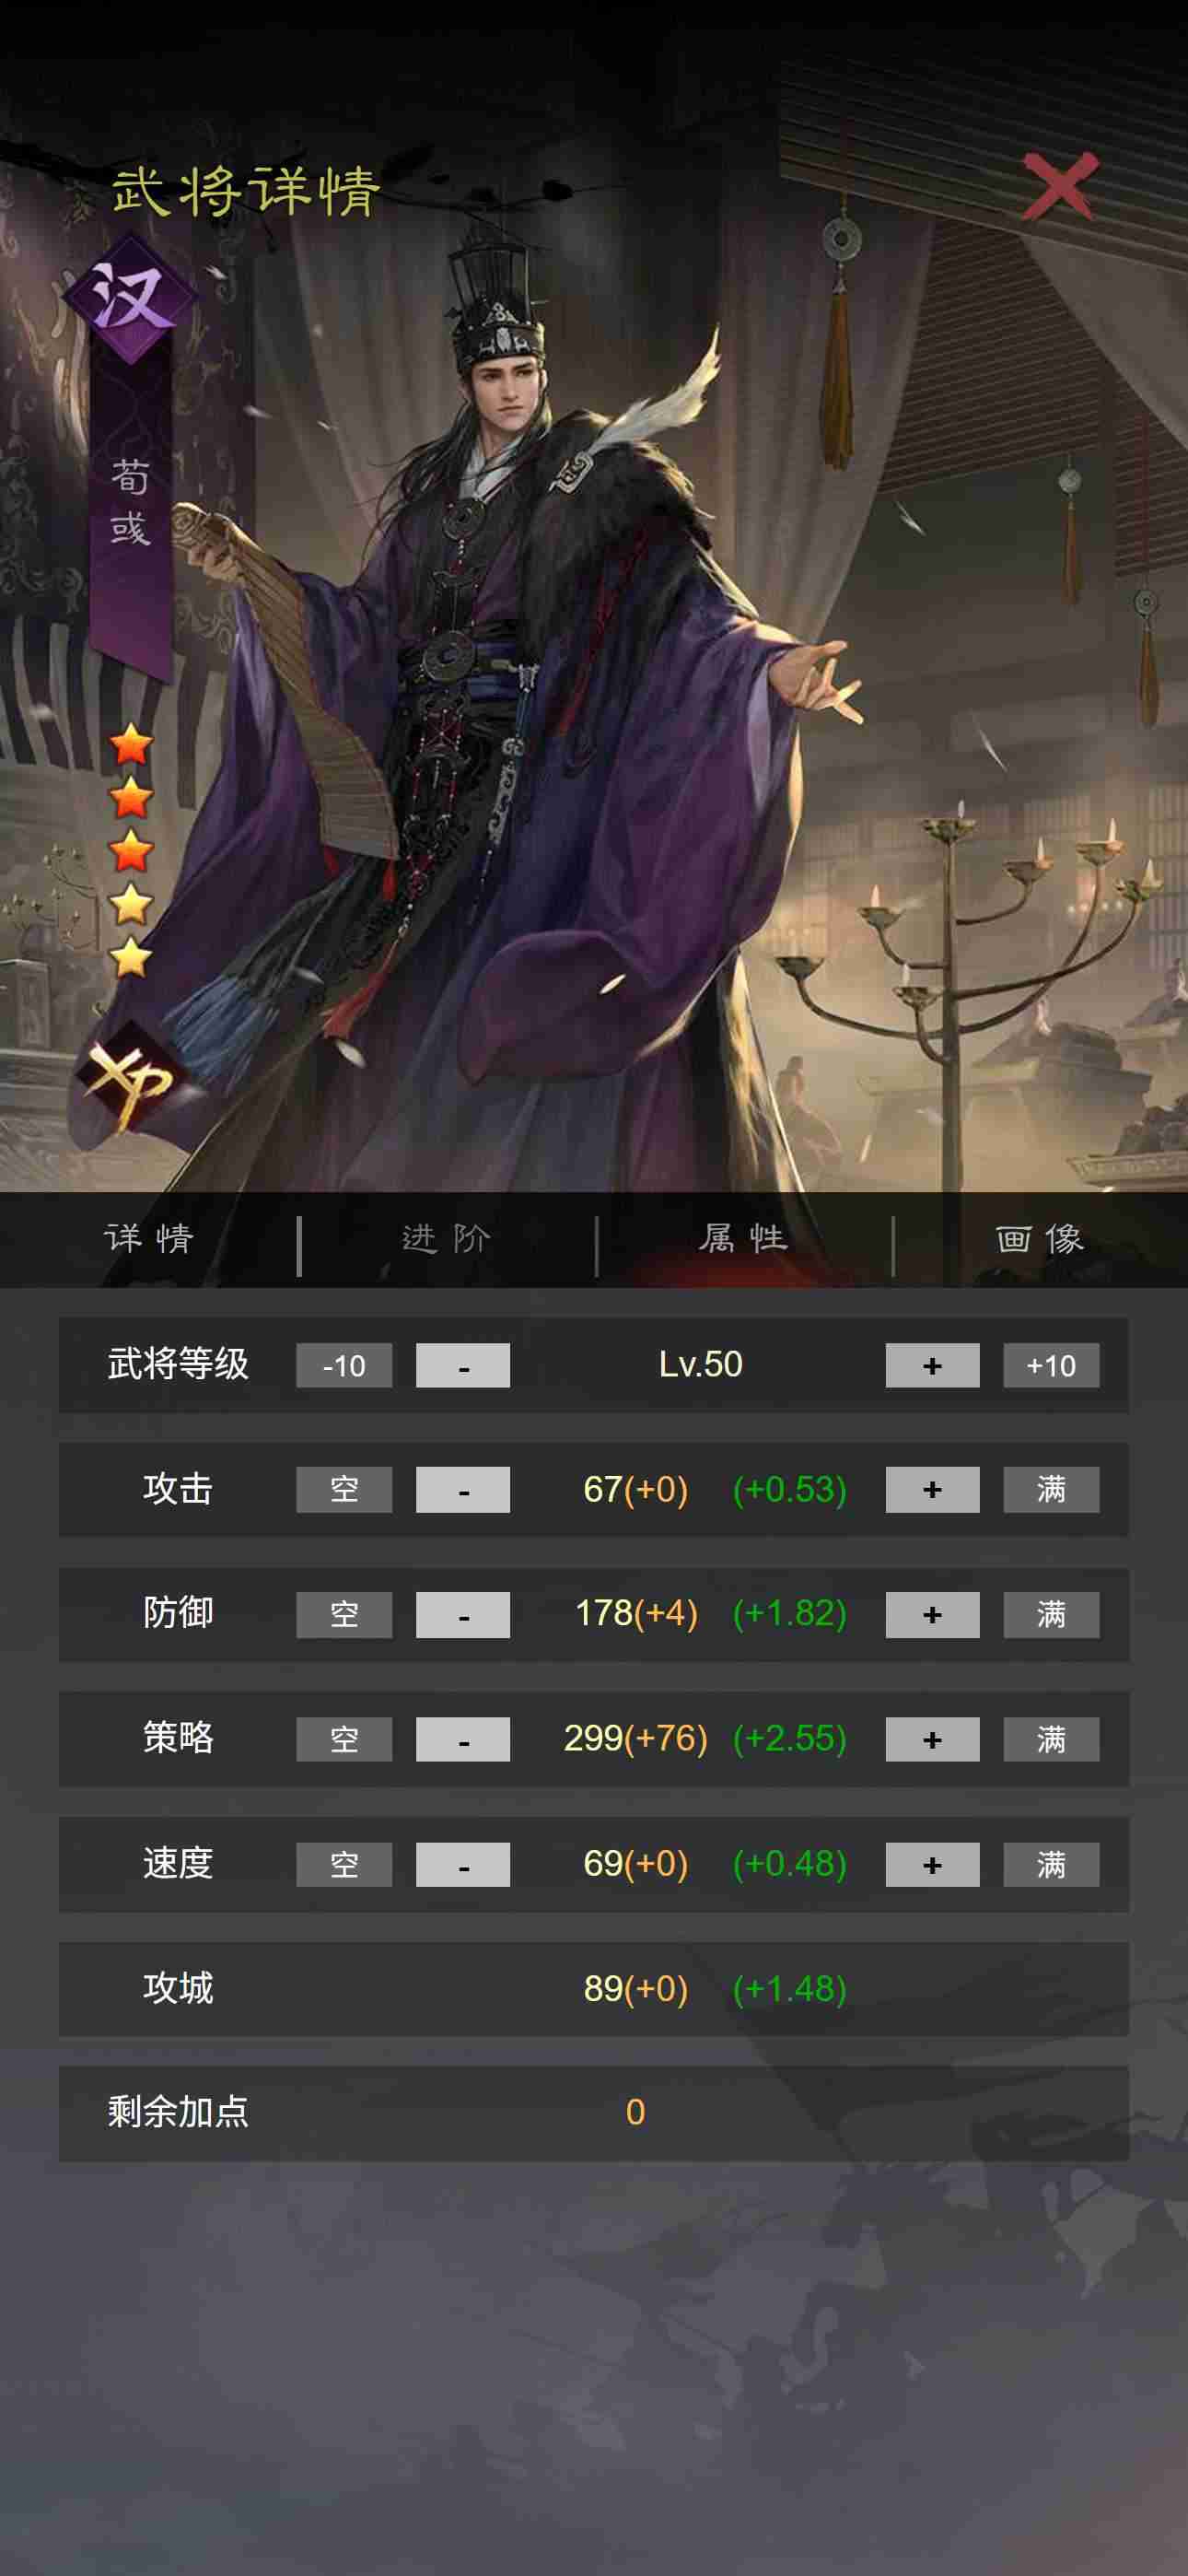 武将详情
汉
荀彧
XP
详情 进阶 属性 画像
武将等级 -10 - Lv.50 + +10
攻击 空 - 67(+0) (+0.53) + 满
防御 空 - 178(+4) (+1.82) + 满
策略 空 - 299(+76) (+2.55) + 满
速度 空 - 69(+0) (+0.48) + 满
攻城 89(+0) (+1.48)
剩余加点 0